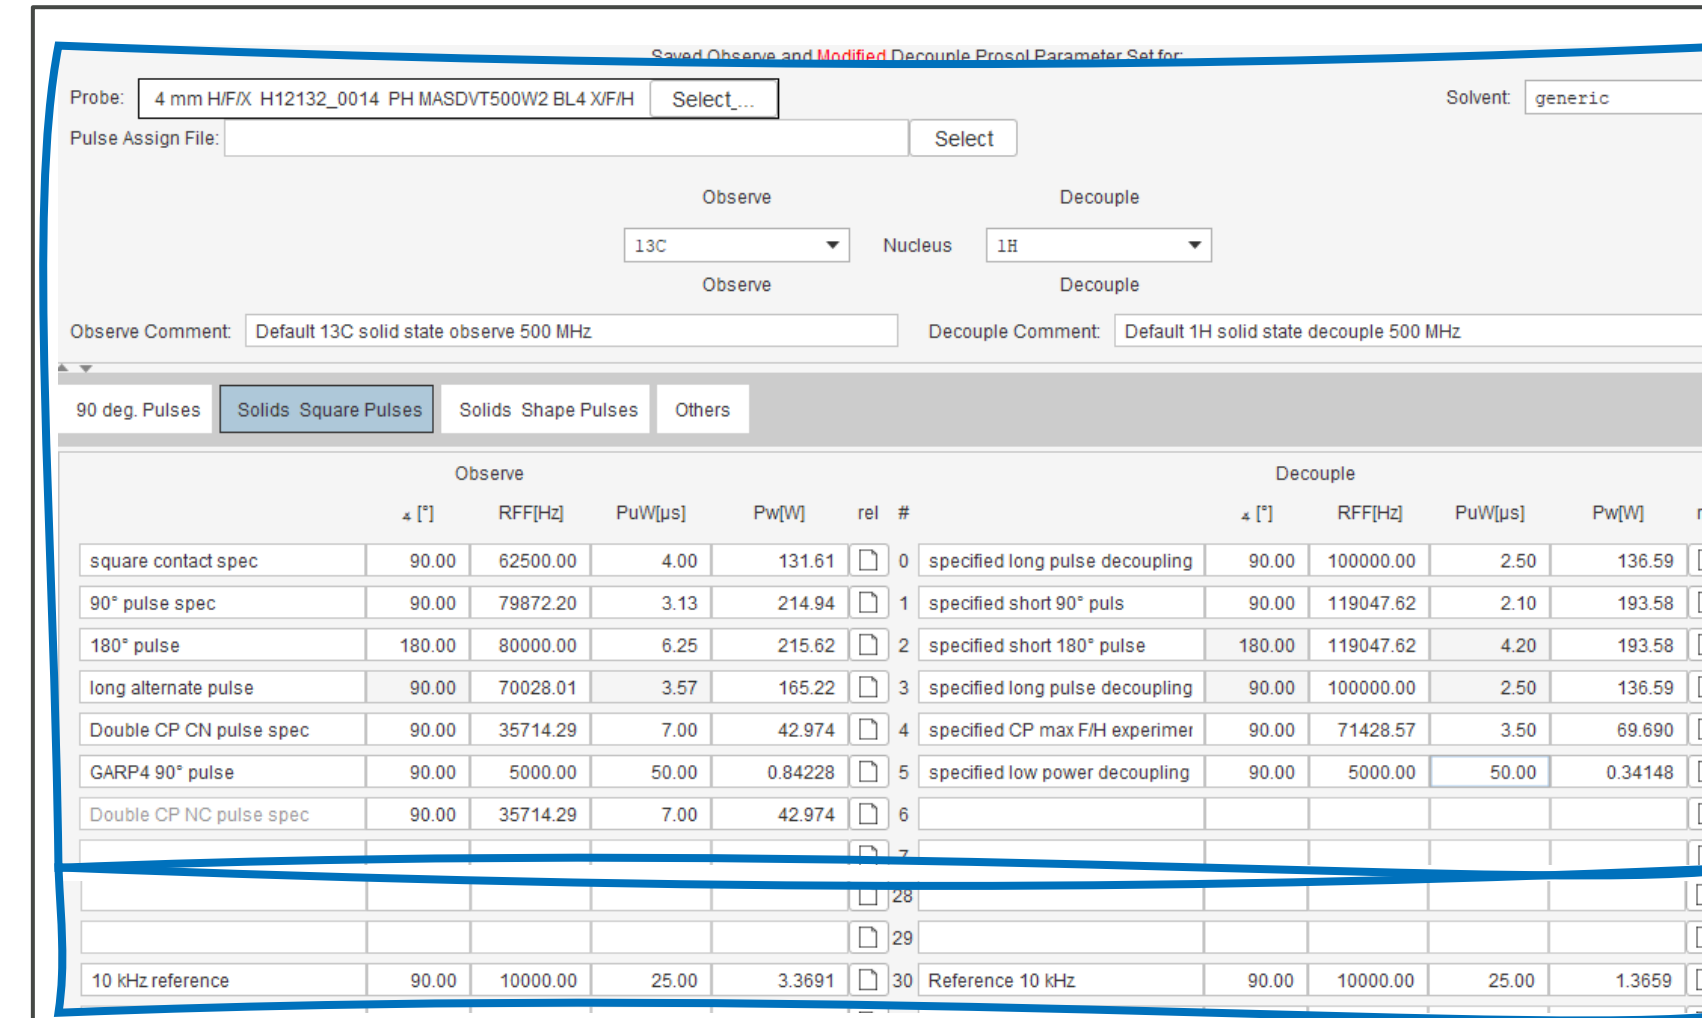 Saved Observe and Modified Decouple Prosol Parameter Set for:
Probe: 4 mm H/F/X H12132_0014 PH MASDVT500W2 BL4 X/F/H Select_... Solvent: generic
Pulse Assign File: Select
Observe Decouple
13C Nucleus 1H
Observe Decouple
Observe Comment: Default 13C solid state observe 500 MHz Decouple Comment: Default 1H solid state decouple 500 MHz
90 deg. Pulses Solids Square Pulses Solids Shape Pulses Others
Observe Decouple
∡ [°] RFF[Hz] PuW[µs] Pw[W] rel # ∡ [°] RFF[Hz] PuW[µs] Pw[W]
square contact spec 90.00 62500.00 4.00 131.61 0 specified long pulse decoupling 90.00 100000.00 2.50 136.59
90° pulse spec 90.00 79872.20 3.13 214.94 1 specified short 90° puls 90.00 119047.62 2.10 193.58
180° pulse 180.00 80000.00 6.25 215.62 2 specified short 180° pulse 180.00 119047.62 4.20 193.58
long alternate pulse 90.00 70028.01 3.57 165.22 3 specified long pulse decoupling 90.00 100000.00 2.50 136.59
Double CP CN pulse spec 90.00 35714.29 7.00 42.974 4 specified CP max F/H experimer 90.00 71428.57 3.50 69.690
GARP4 90° pulse 90.00 5000.00 50.00 0.84228 5 specified low power decoupling 90.00 5000.00 50.00 0.34148
Double CP NC pulse spec 90.00 35714.29 7.00 42.974 6
7
28
29
10 kHz reference 90.00 10000.00 25.00 3.3691 30 Reference 10 kHz 90.00 10000.00 25.00 1.3659